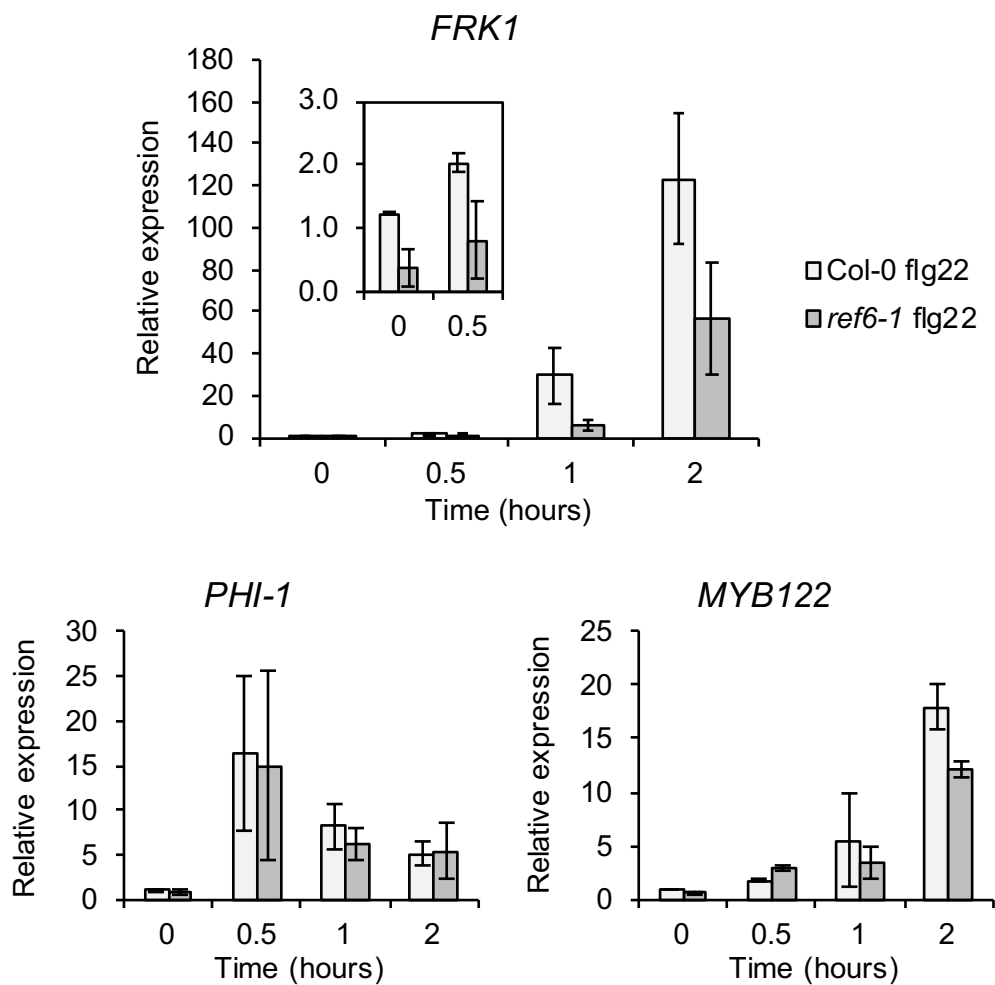 FRK1
Relative expression
180
160
140
120
100
80
60
40
20
0
3.0
2.0
1.0
0.0
0 0.5
0 0.5 1 2
Time (hours)
Col-0 flg22
ref6-1 flg22
PHI-1
Relative expression
30
25
20
15
10
5
0
0 0.5 1 2
Time (hours)
MYB122
Relative expression
25
20
15
10
5
0
0 0.5 1 2
Time (hours)